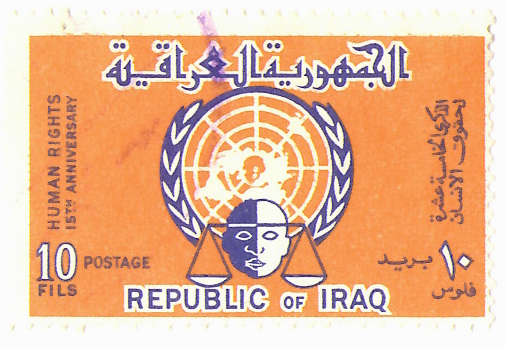 الجمهورية العراقية
HUMAN RIGHTS
15TH ANNIVERSARY
الذكرى الخامسة عشرة
لحقوق الانسان
10 POSTAGE
FILS
بريد ١٠
فلوس
REPUBLIC OF IRAQ